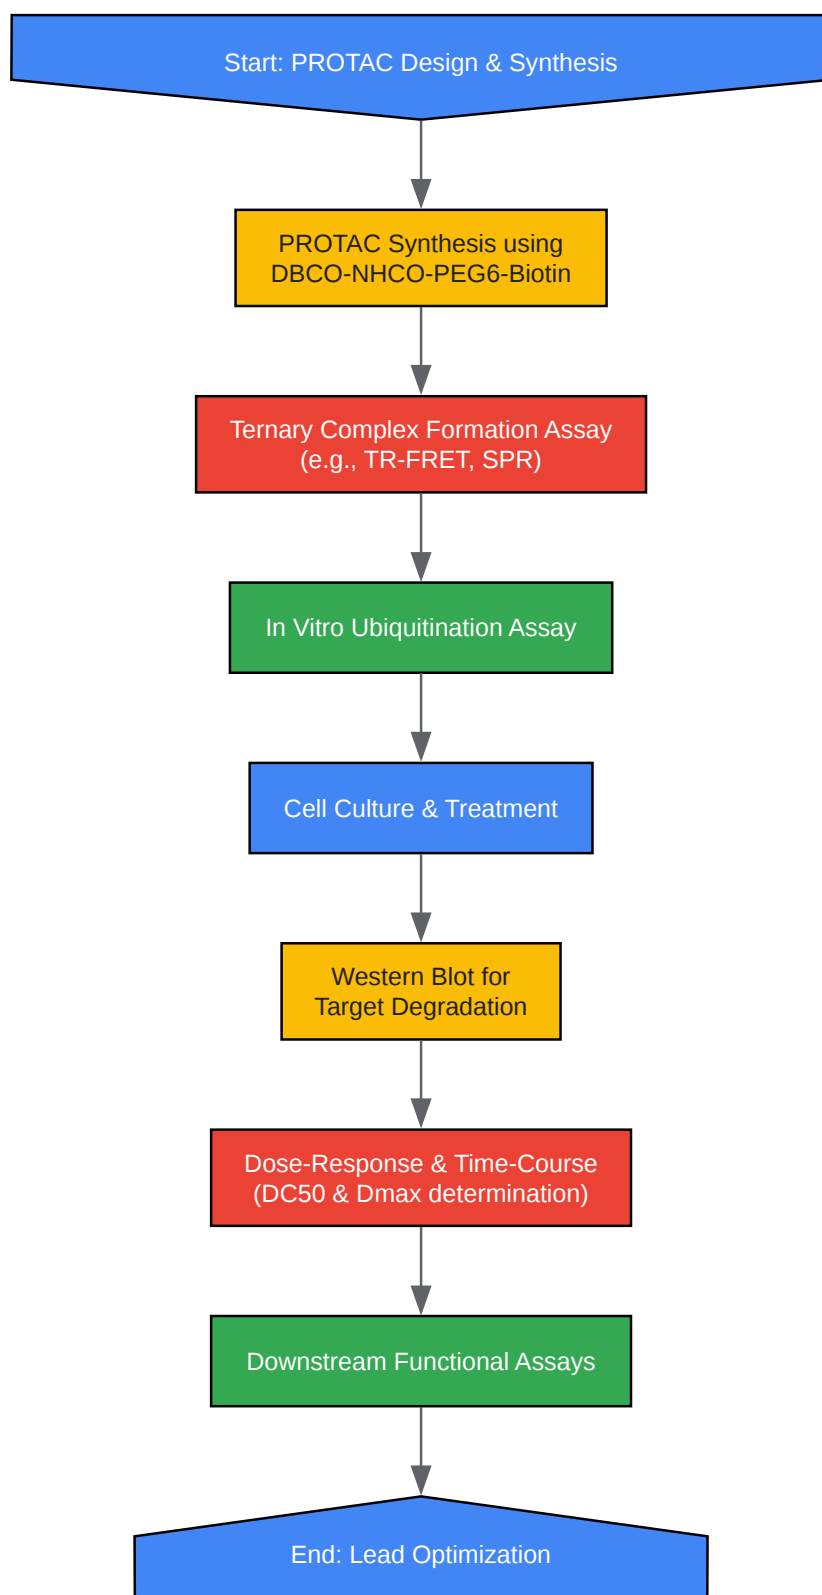 Start: PROTAC Design & Synthesis
PROTAC Synthesis using
DBCO-NHCO-PEG6-Biotin
Ternary Complex Formation Assay
(e.g., TR-FRET, SPR)
In Vitro Ubiquitination Assay
Cell Culture & Treatment
Western Blot for
Target Degradation
Dose-Response & Time-Course
(DC50 & Dmax determination)
Downstream Functional Assays
End: Lead Optimization